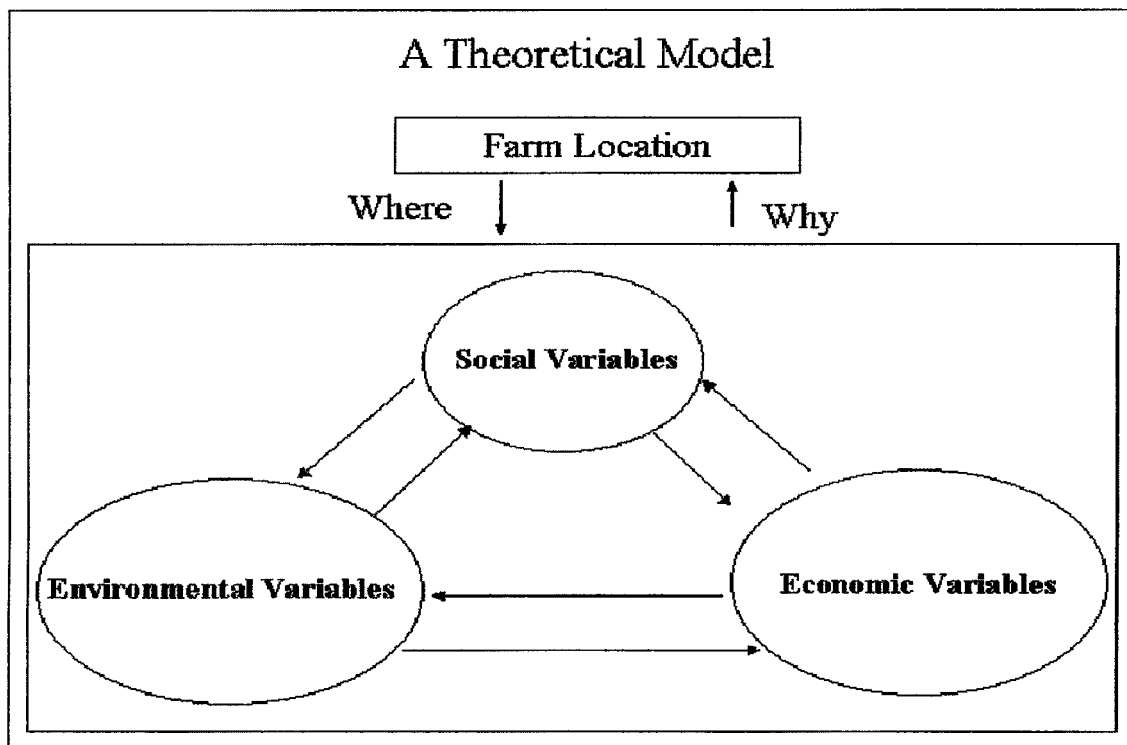 A Theoretical Model
Farm Location
Where
Why
Social Variables
Environmental Variables
Economic Variables